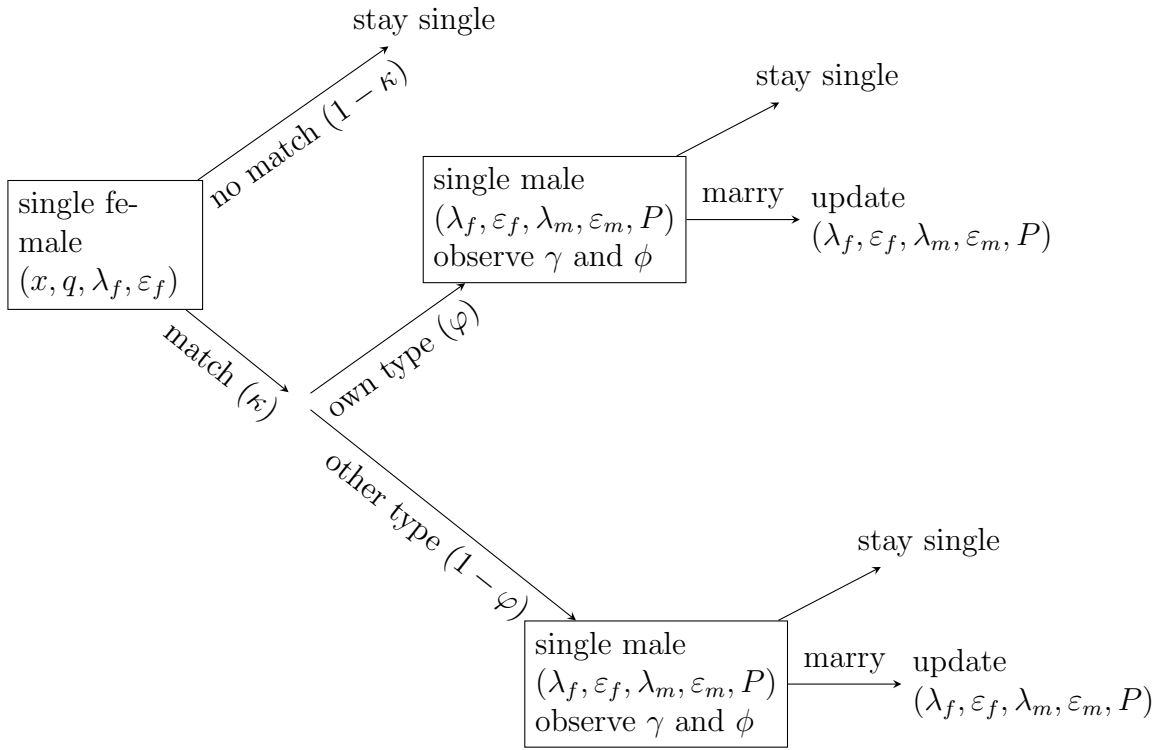 stay single
no match (1 − κ)
single fe-
male
(x, q, λ_f, ε_f)
match (κ)
own type (φ)
other type (1 − φ)
single male
(λ_f, ε_f, λ_m, ε_m, P)
observe γ and ϕ
stay single
marry
update
(λ_f, ε_f, λ_m, ε_m, P)
single male
(λ_f, ε_f, λ_m, ε_m, P)
observe γ and ϕ
stay single
marry
update
(λ_f, ε_f, λ_m, ε_m, P)